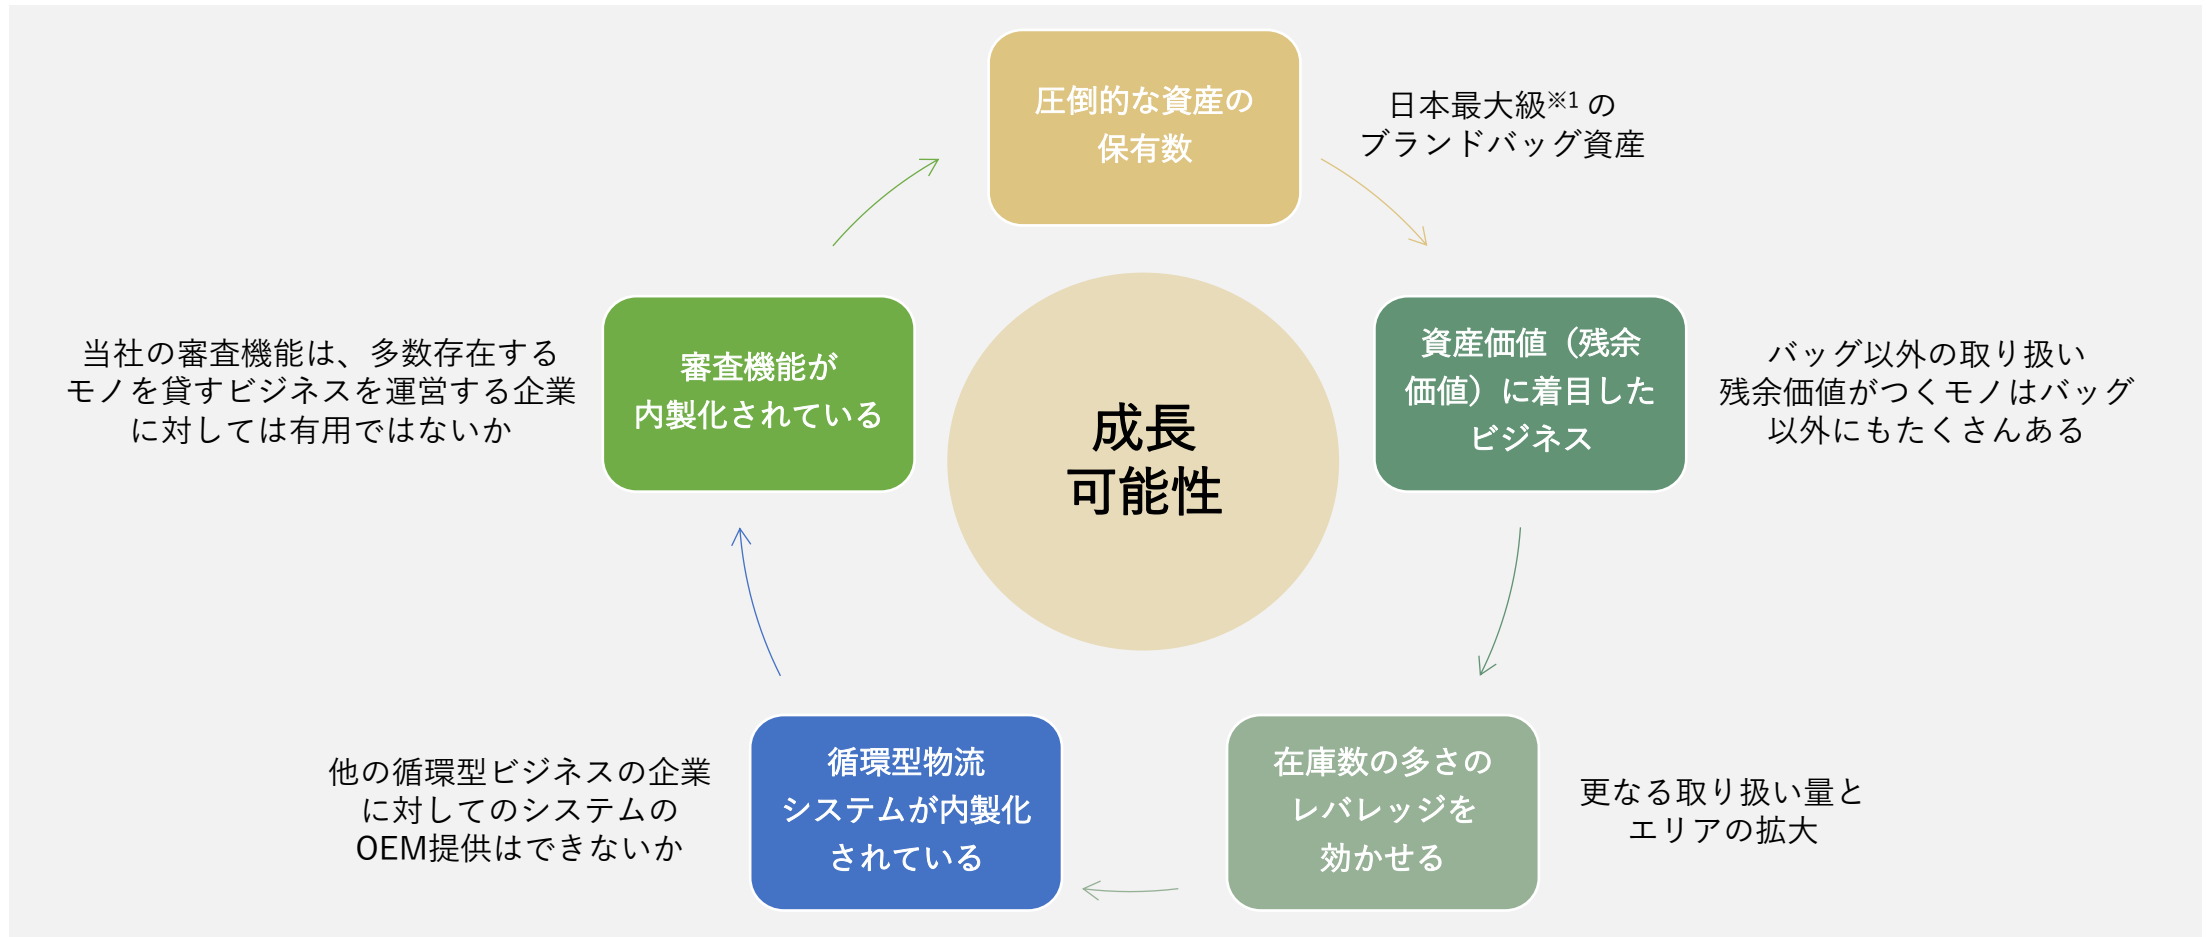 圧倒的な資産の
保有数
日本最大級※1 の
ブランドバッグ資産
資産価値（残余
価値）に着目した
ビジネス
バッグ以外の取り扱い
残余価値がつくモノはバッグ
以外にもたくさんある
在庫数の多さの
レバレッジを
効かせる
更なる取り扱い量と
エリアの拡大
循環型物流
システムが内製化
されている
他の循環型ビジネスの企業
に対してのシステムの
OEM提供はできないか
審査機能が
内製化されている
当社の審査機能は、多数存在する
モノを貸すビジネスを運営する企業
に対しては有用ではないか
成長
可能性